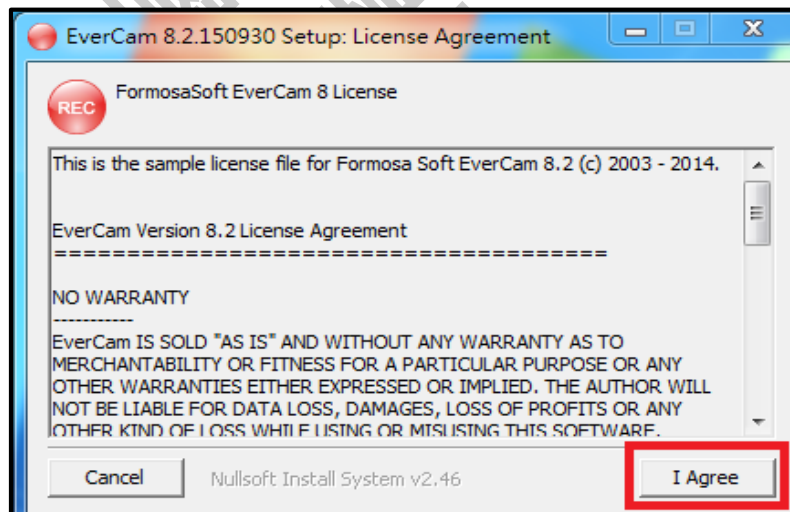 EverCam 8.2.150930 Setup: License Agreement
REC
FormosaSoft EverCam 8 License
This is the sample license file for Formosa Soft EverCam 8.2 (c) 2003 - 2014.
EverCam Version 8.2 License Agreement
======================================
NO WARRANTY
-----------
EverCam IS SOLD "AS IS" AND WITHOUT ANY WARRANTY AS TO
MERCHANTABILITY OR FITNESS FOR A PARTICULAR PURPOSE OR ANY
OTHER WARRANTIES EITHER EXPRESSED OR IMPLIED. THE AUTHOR WILL
NOT BE LIABLE FOR DATA LOSS, DAMAGES, LOSS OF PROFITS OR ANY
OTHER KIND OF LOSS WHILE USING OR MISUSING THIS SOFTWARE.
Cancel
Nullsoft Install System v2.46
I Agree